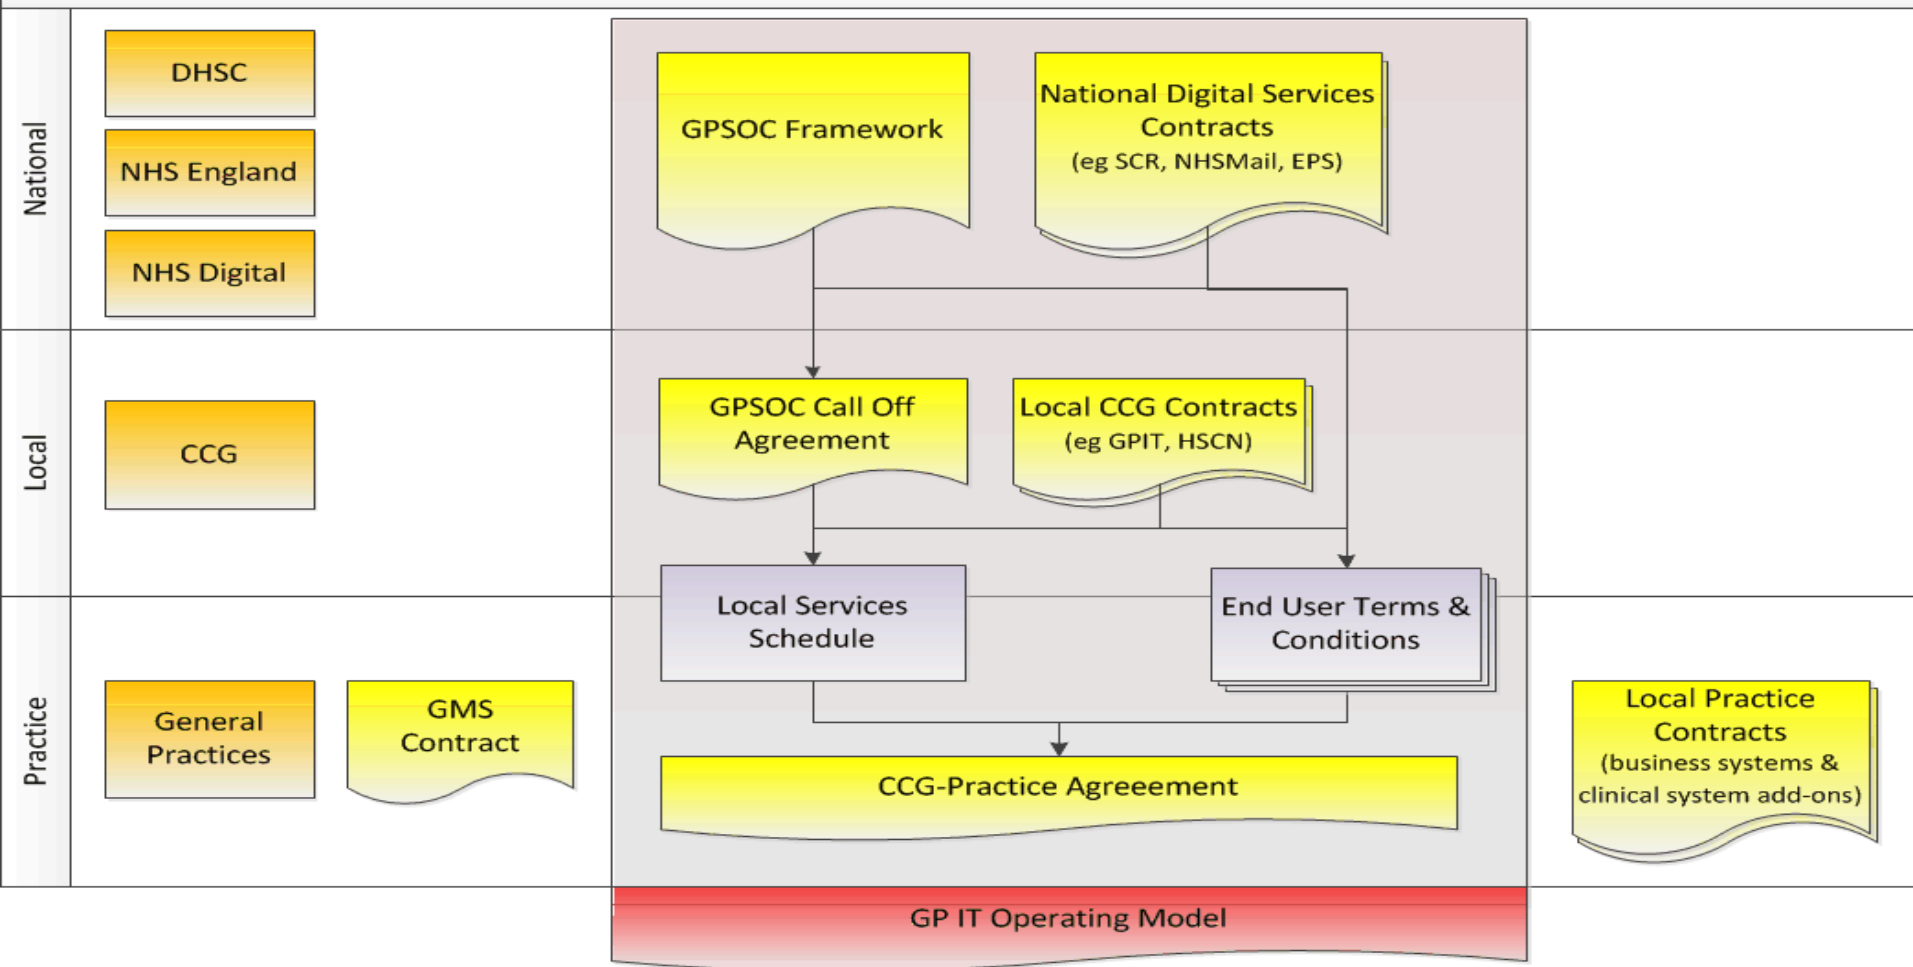 National
DHSC
NHS England
NHS Digital
GPSOC Framework
National Digital Services
Contracts
(eg SCR, NHSMail, EPS)
Local
CCG
GPSOC Call Off
Agreement
Local CCG Contracts
(eg GPIT, HSCN)
Local Services
Schedule
End User Terms &
Conditions
Practice
General
Practices
GMS
Contract
CCG-Practice Agreeement
Local Practice
Contracts
(business systems &
clinical system add-ons)
GP IT Operating Model